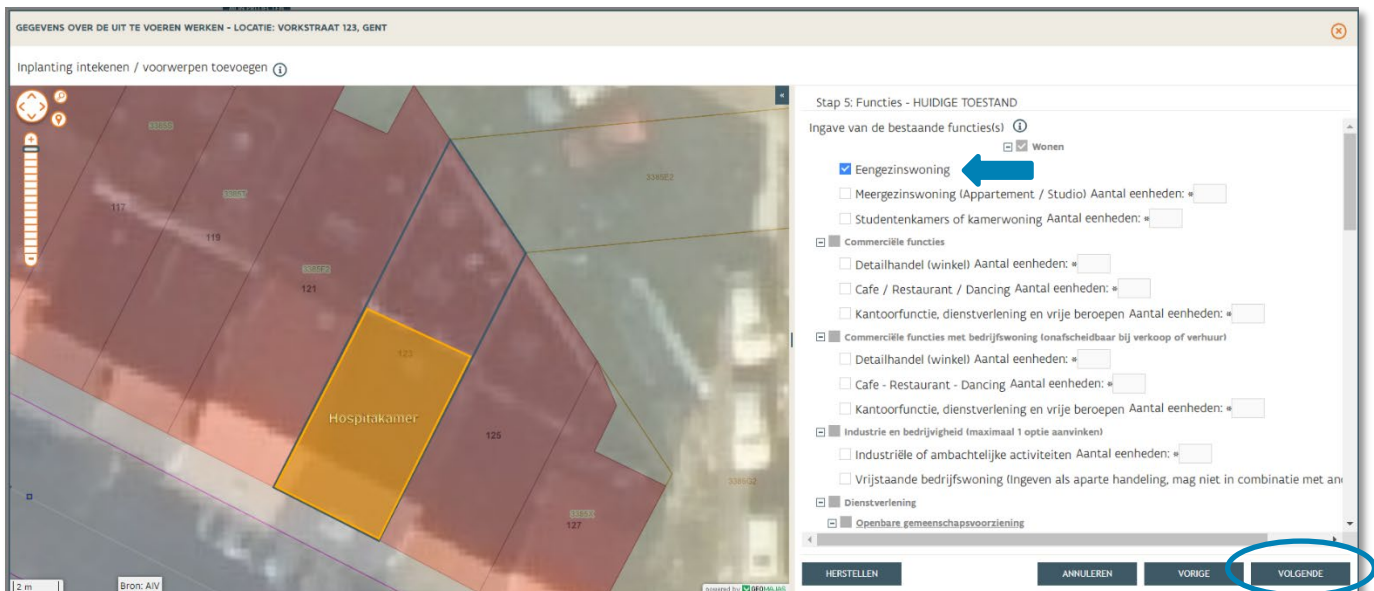 GEGEVENS OVER DE UIT TE VOEREN WERKEN - LOCATIE: VORKSTRAAT 123, GENT
Inplanting intekenen / voorwerpen toevoegen
117
119
121
122
Hospitakamer
125
127
3385E2
3386G2
2 m
Bron: AIV
powered by GEOMAJAS
Stap 5: Functies - HUIDIGE TOESTAND
Ingave van de bestaande functies(s)
Wonen
Eengezinswoning
Meergezinswoning (Appartement / Studio) Aantal eenheden: *
Studentenkamers of kamerwoning Aantal eenheden: *
Commerciële functies
Detailhandel (winkel) Aantal eenheden: *
Cafe / Restaurant / Dancing Aantal eenheden: *
Kantoorfunctie, dienstverlening en vrije beroepen Aantal eenheden: *
Commerciële functies met bedrijfswoning (onafscheidbaar bij verkoop of verhuur)
Detailhandel (winkel) Aantal eenheden: *
Cafe - Restaurant - Dancing Aantal eenheden: *
Kantoorfunctie, dienstverlening en vrije beroepen Aantal eenheden: *
Industrie en bedrijvigheid (maximaal 1 optie aanvinken)
Industriële of ambachtelijke activiteiten Aantal eenheden: *
Vrijstaande bedrijfswoning (Ingeven als aparte handeling, mag niet in combinatie met an
Dienstverlening
Openbare gemeenschapsvoorziening
HERSTELLEN
ANNULEREN
VORIGE
VOLGENDE